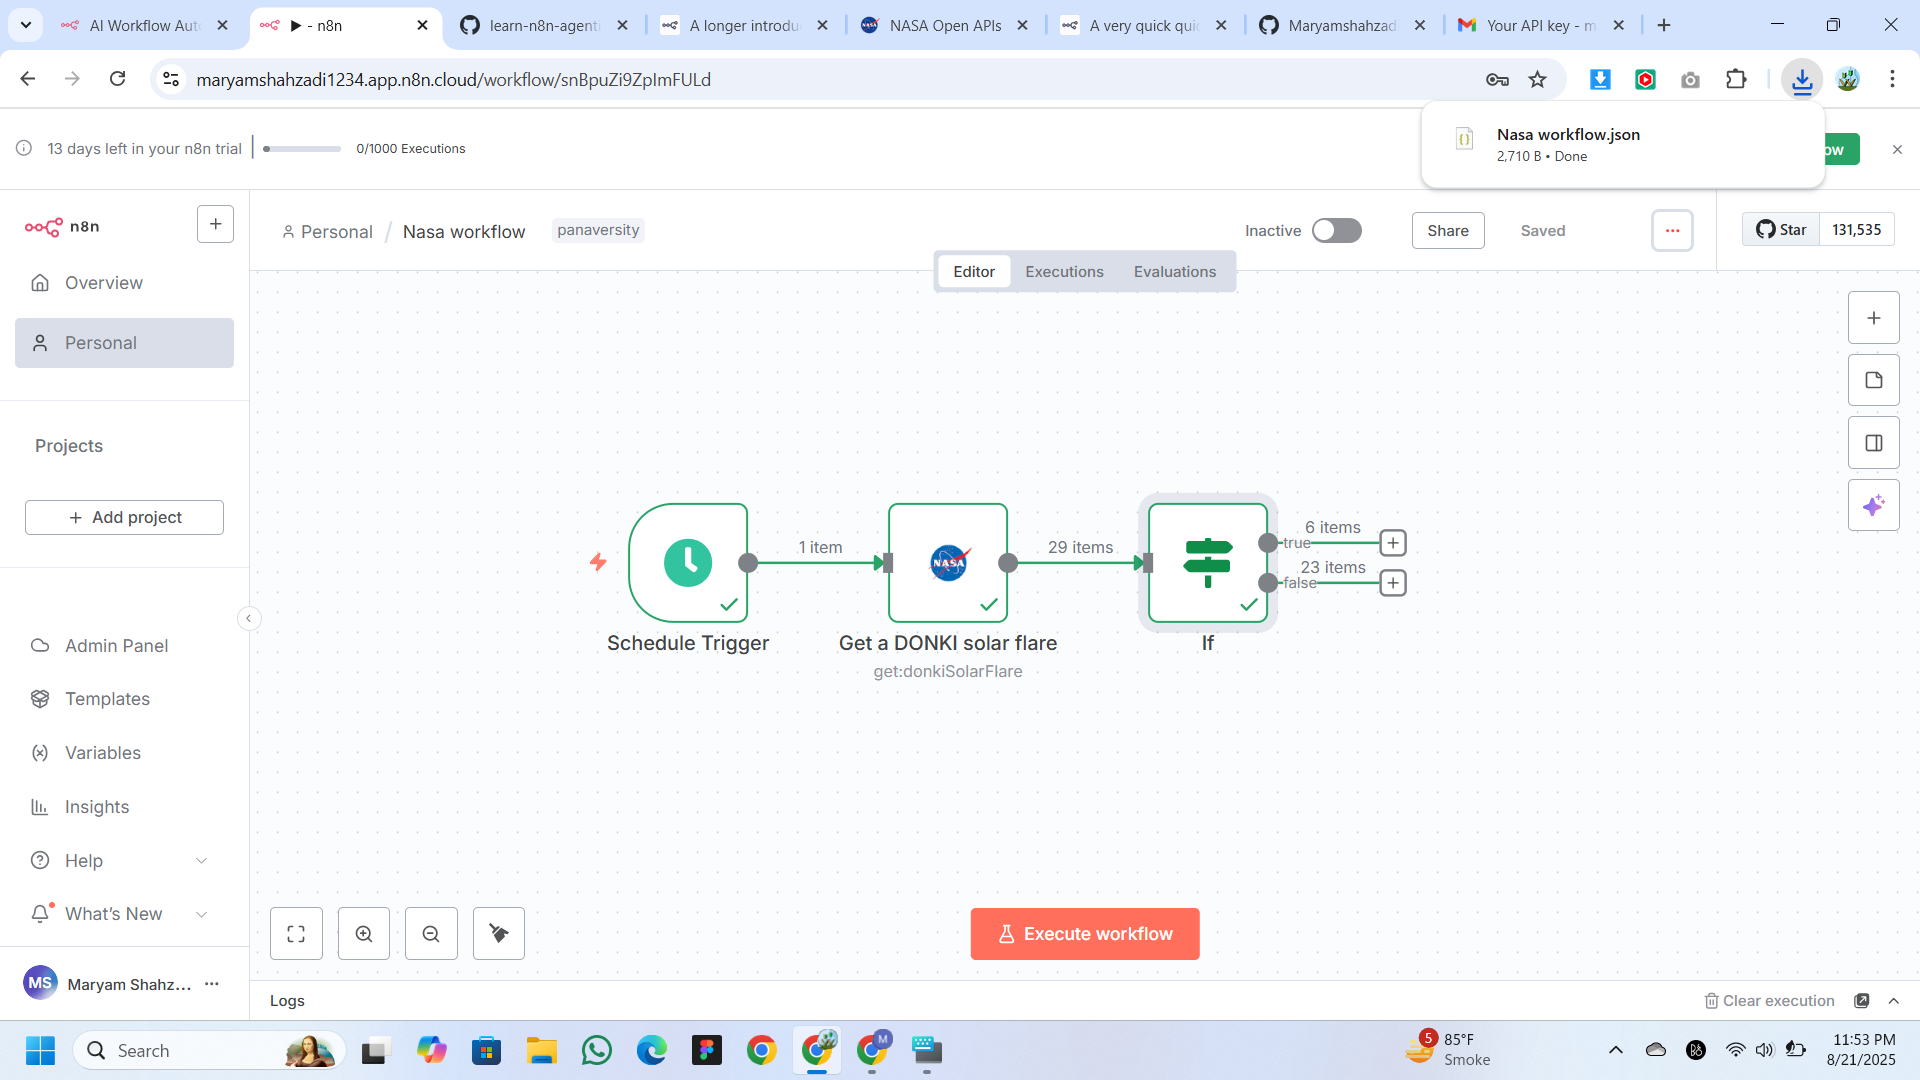 AI Workflow Auto
▶ - n8n
learn-n8n-agenti
A longer introdu
NASA Open APIs
A very quick qui
Maryamshahzad
Your API key - m
maryamshahzadi1234.app.n8n.cloud/workflow/snBpuZi9ZpImFULd
Nasa workflow.json
2,710 B • Done
13 days left in your n8n trial
0/1000 Executions
ow
n8n
Personal / Nasa workflow
panaversity
Inactive
Share
Saved
Star
131,535
Editor
Executions
Evaluations
Overview
Personal
Projects
+ Add project
Admin Panel
Templates
Variables
Insights
Help
What's New
MS
Maryam Shahz...
1 item
29 items
6 items
true
23 items
false
NASA
Schedule Trigger
Get a DONKI solar flare
get:donkiSolarFlare
If
Execute workflow
Logs
Clear execution
Search
M
5
85°F
Smoke
11:53 PM
8/21/2025